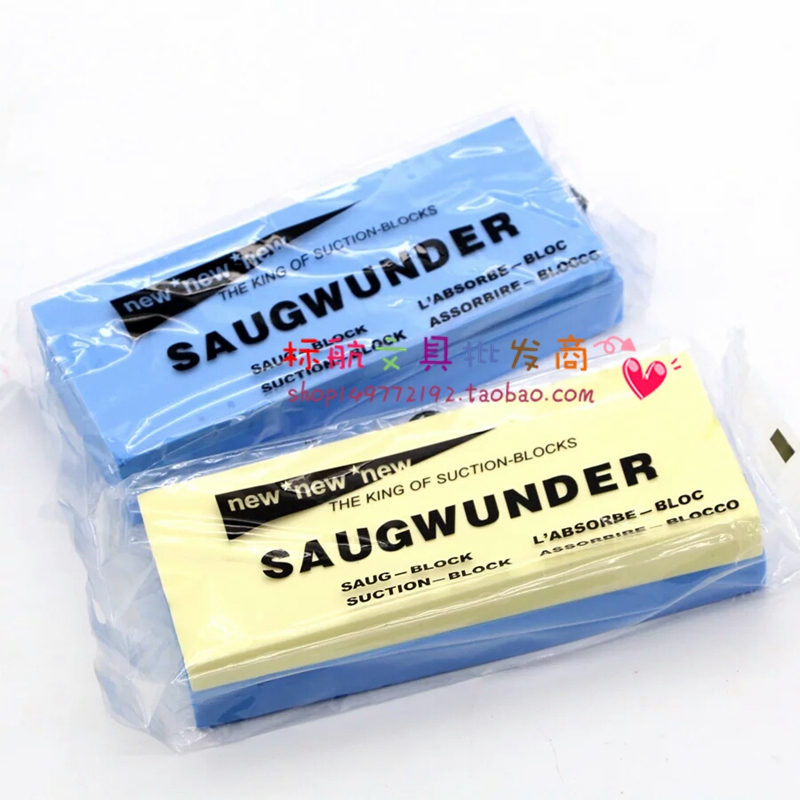 new*new*new
THE KING OF SUCTION-BLOCKS
SAUGWUNDER
SAUG-BLOCK
SUCTION-BLOCK
L'ABSORBE-BLOC
ASSORBIRE-BLOCCO
标航文具批发商
shop149772192.taobao.com
new*new*new
THE KING OF SUCTION-BLOCKS
SAUGWUNDER
SAUG-BLOCK
SUCTION-BLOCK
L'ABSORBE-BLOC
ASSORBIRE-BLOCCO